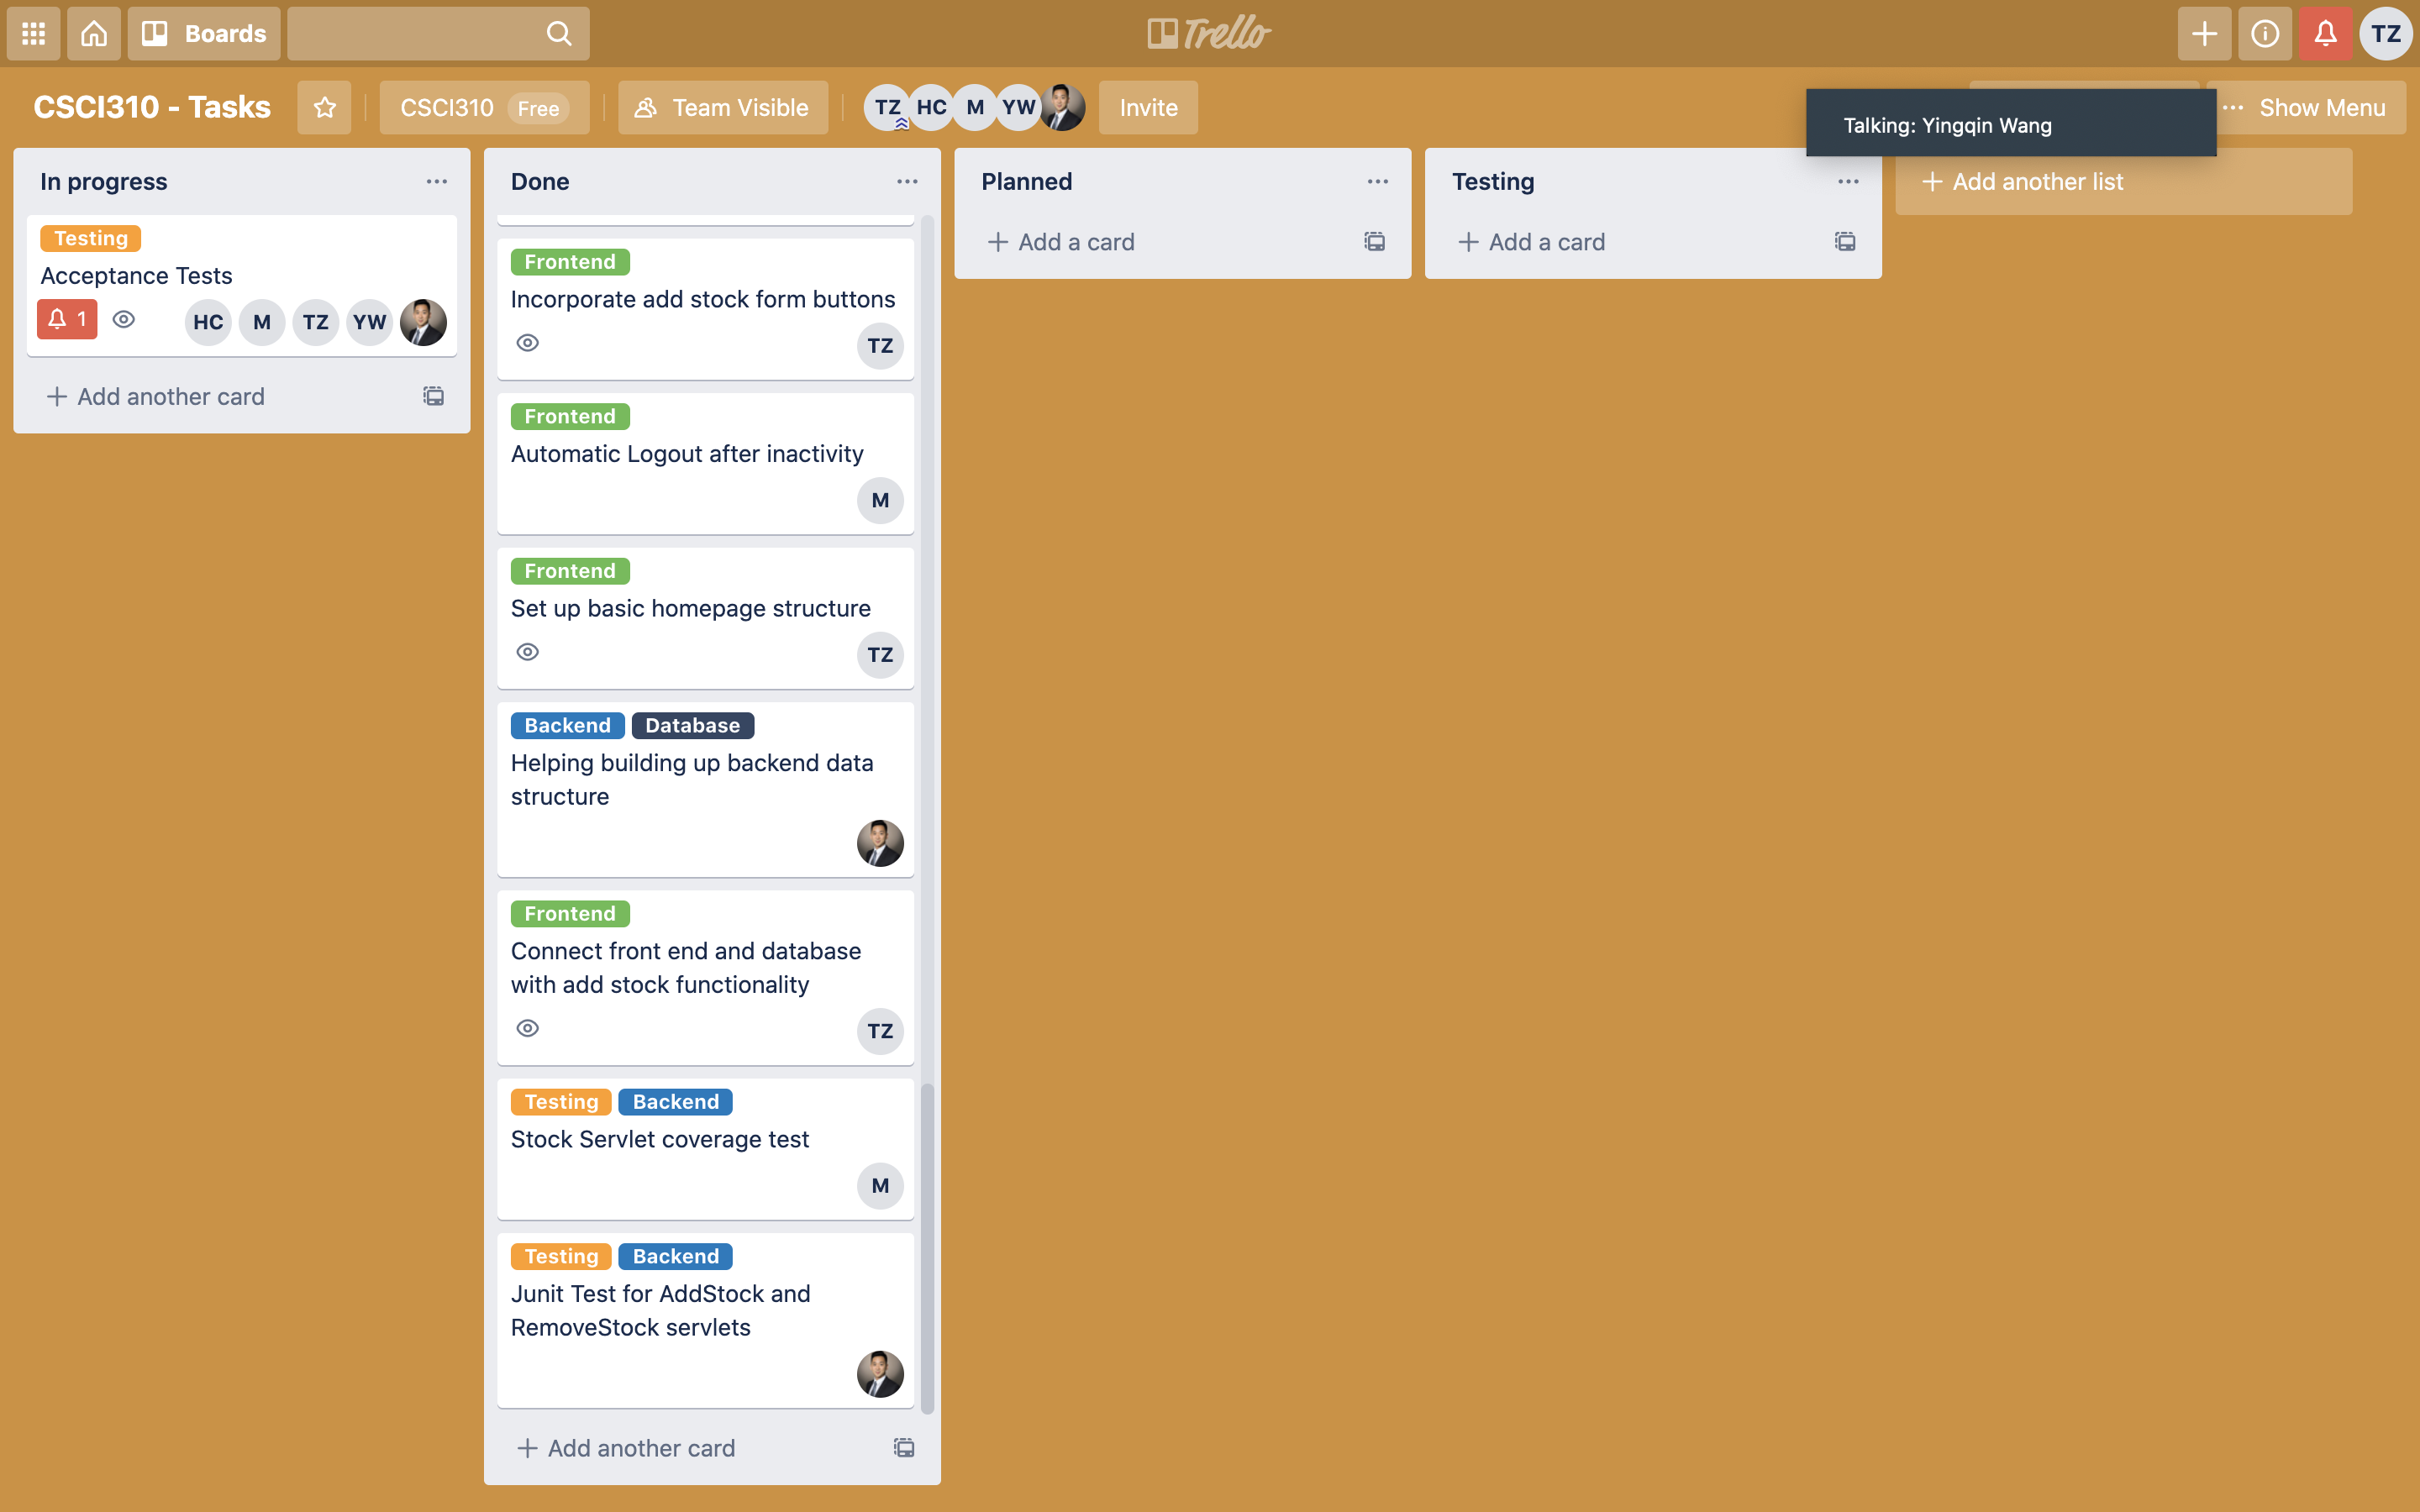 Boards
Trello
TZ
CSCI310 - Tasks
CSCI310 Free
Team Visible
TZ HC M YW
Invite
Talking: Yingqin Wang
Show Menu
In progress
Testing
Acceptance Tests
1
HC M TZ YW
Add another card
Done
Frontend
Incorporate add stock form buttons
TZ
Frontend
Automatic Logout after inactivity
M
Frontend
Set up basic homepage structure
TZ
Backend Database
Helping building up backend data
structure
Frontend
Connect front end and database
with add stock functionality
TZ
Testing Backend
Stock Servlet coverage test
M
Testing Backend
Junit Test for AddStock and
RemoveStock servlets
Add another card
Planned
Add a card
Testing
Add a card
Add another list